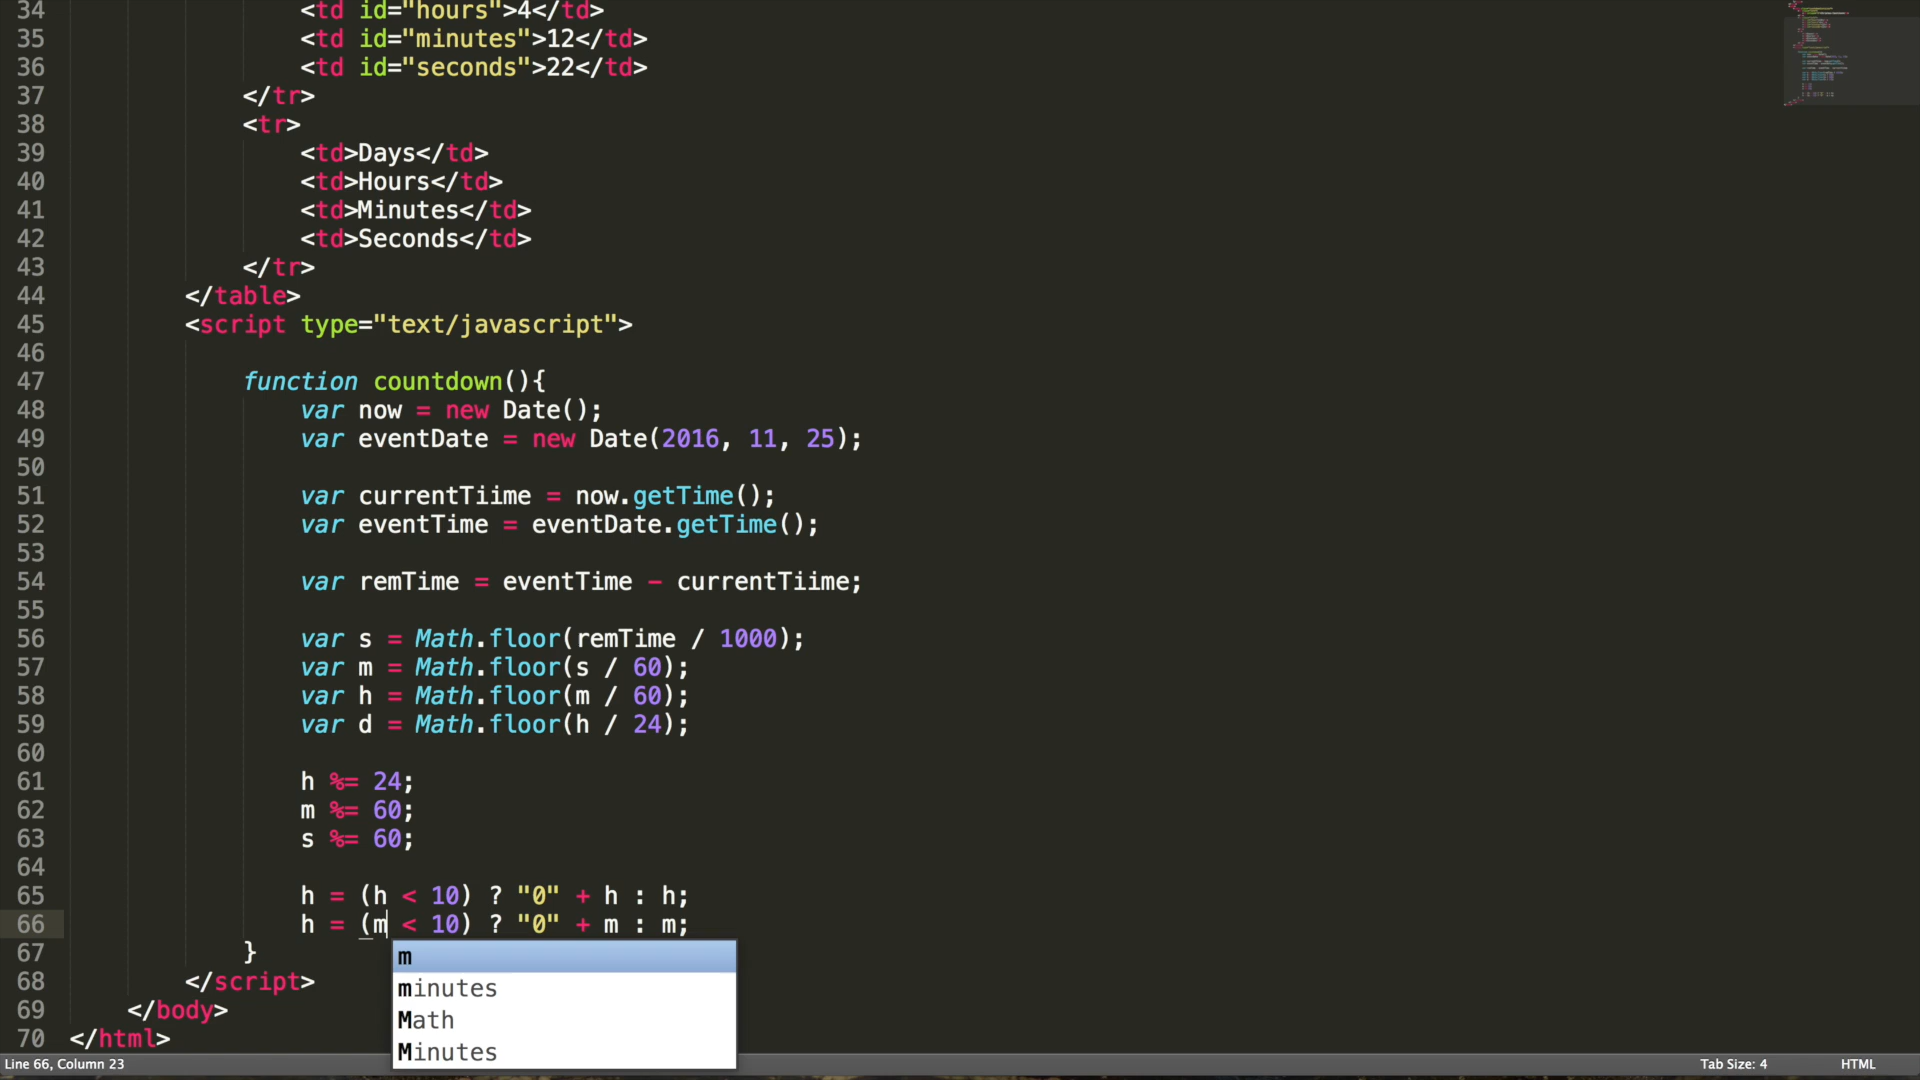 34 <td id="hours">4</td>
35 <td id="minutes">12</td>
36 <td id="seconds">22</td>
37 </tr>
38 <tr>
39 <td>Days</td>
40 <td>Hours</td>
41 <td>Minutes</td>
42 <td>Seconds</td>
43 </tr>
44 </table>
45 <script type="text/javascript">
46
47 function countdown(){
48 var now = new Date();
49 var eventDate = new Date(2016, 11, 25);
50
51 var currentTiime = now.getTime();
52 var eventTime = eventDate.getTime();
53
54 var remTime = eventTime - currentTiime;
55
56 var s = Math.floor(remTime / 1000);
57 var m = Math.floor(s / 60);
58 var h = Math.floor(m / 60);
59 var d = Math.floor(h / 24);
60
61 h %= 24;
62 m %= 60;
63 s %= 60;
64
65 h = (h < 10) ? "0" + h : h;
66 h = (m < 10) ? "0" + m : m;
67 }
68 </script>
69 </body>
70 </html>
m
minutes
Math
Minutes
Line 66, Column 23
Tab Size: 4
HTML